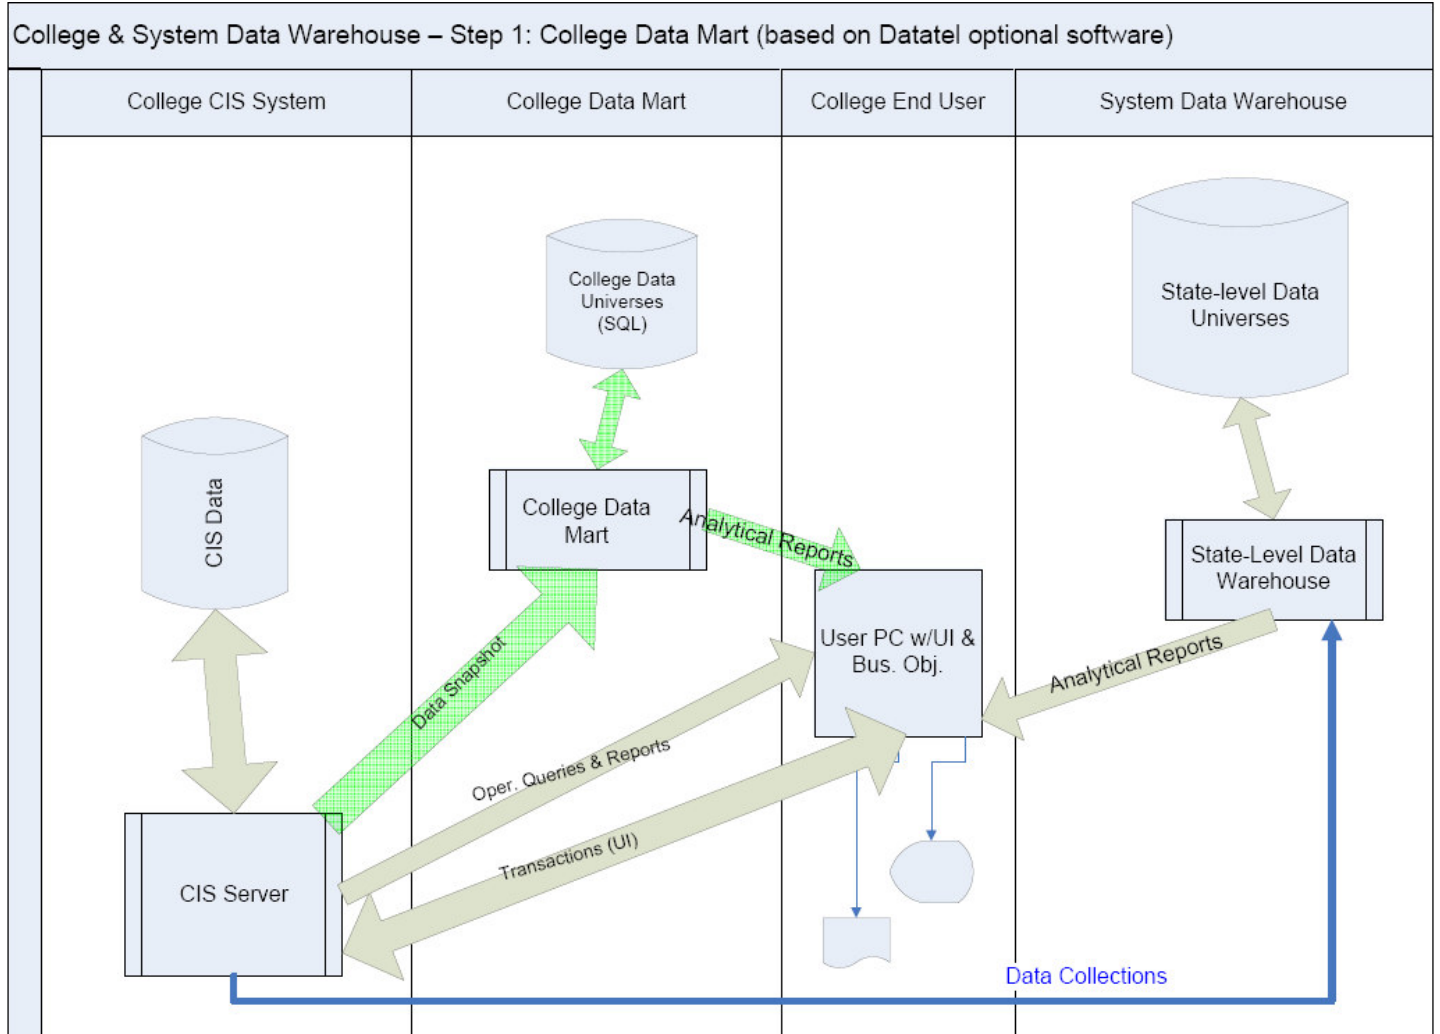 College & System Data Warehouse – Step 1: College Data Mart (based on Datatel optional software)
College CIS System
College Data Mart
College End User
System Data Warehouse
College Data
Universes
(SQL)
State-level Data
Universes
CIS Data
College Data
Mart
Analytical Reports
State-Level Data
Warehouse
User PC w/UI &
Bus. Obj.
Analytical Reports
Data Snapshot
Oper. Queries & Reports
Transactions (UI)
CIS Server
Data Collections